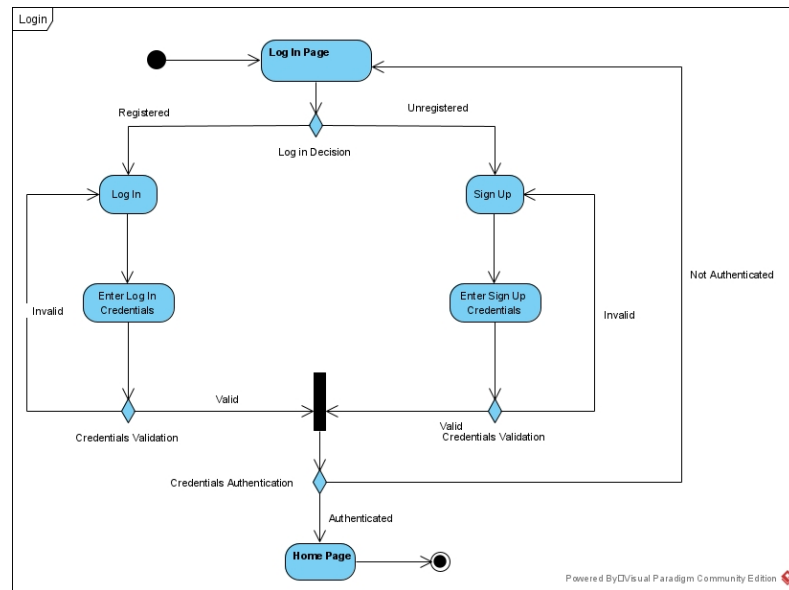 Login
Log In Page
Registered
Unregistered
Log in Decision
Log In
Sign Up
Not Authenticated
Enter Log In
Credentials
Enter Sign Up
Credentials
Invalid
Invalid
Valid
Valid
Credentials Validation
Credentials Validation
Credentials Authentication
Authenticated
Home Page
Powered By□Visual Paradigm Community Edition